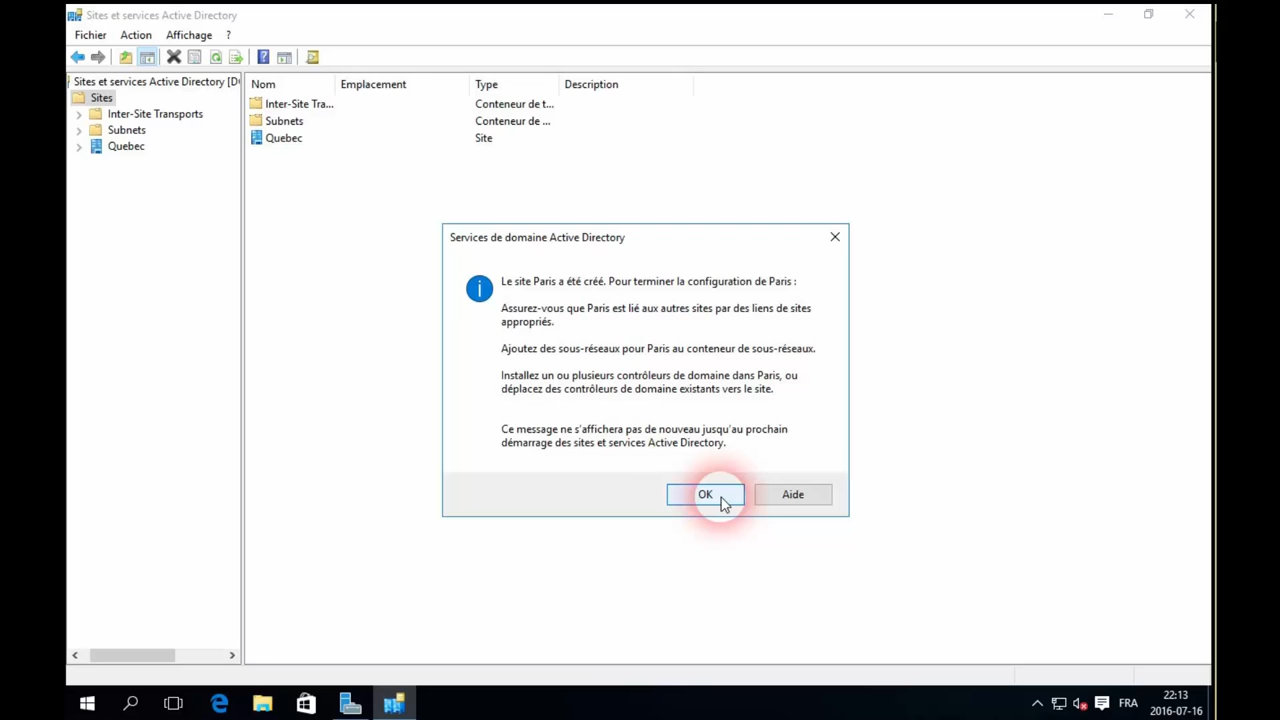 Sites et services Active Directory
Fichier Action Affichage ?
Sites et services Active Directory [D
Sites
Inter-Site Transports
Subnets
Quebec
Nom Emplacement Type Description
Inter-Site Tra... Conteneur de t...
Subnets Conteneur de ...
Quebec Site
Services de domaine Active Directory
Le site Paris a été créé. Pour terminer la configuration de Paris :
Assurez-vous que Paris est lié aux autres sites par des liens de sites
appropriés.
Ajoutez des sous-réseaux pour Paris au conteneur de sous-réseaux.
Installez un ou plusieurs contrôleurs de domaine dans Paris, ou
déplacez des contrôleurs de domaine existants vers le site.
Ce message ne s'affichera pas de nouveau jusqu'au prochain
démarrage des sites et services Active Directory.
OK Aide
FRA
22:13
2016-07-16